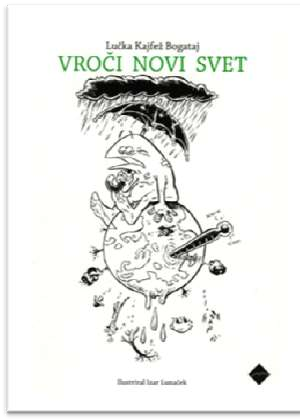 Lučka Kajfež Bogataj
VROČI NOVI SVET
Ilustriral Izar Lunaček